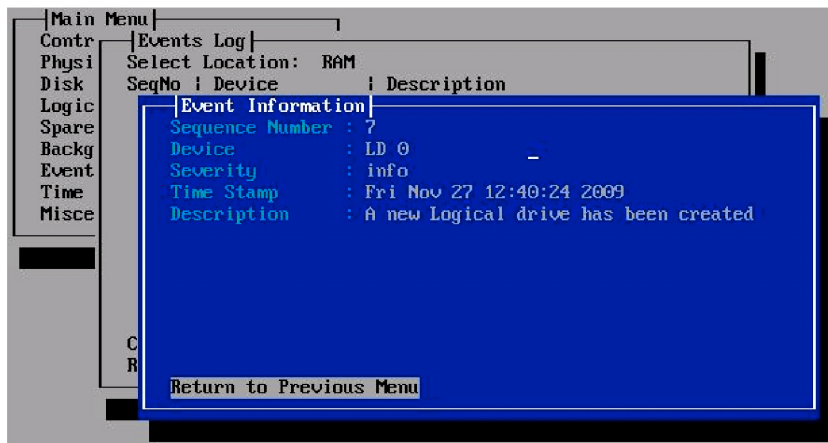 Main Menu
Contr
Events Log
Physi
Select Location: RAM
Disk
SeqNo | Device | Description
Logic
Event Information
Spare
Sequence Number : 7
Backg
Device : LD 0
Event
Severity : info
Time
Time Stamp : Fri Nov 27 12:40:24 2009
Misce
Description : A new Logical drive has been created
C
R
Return to Previous Menu